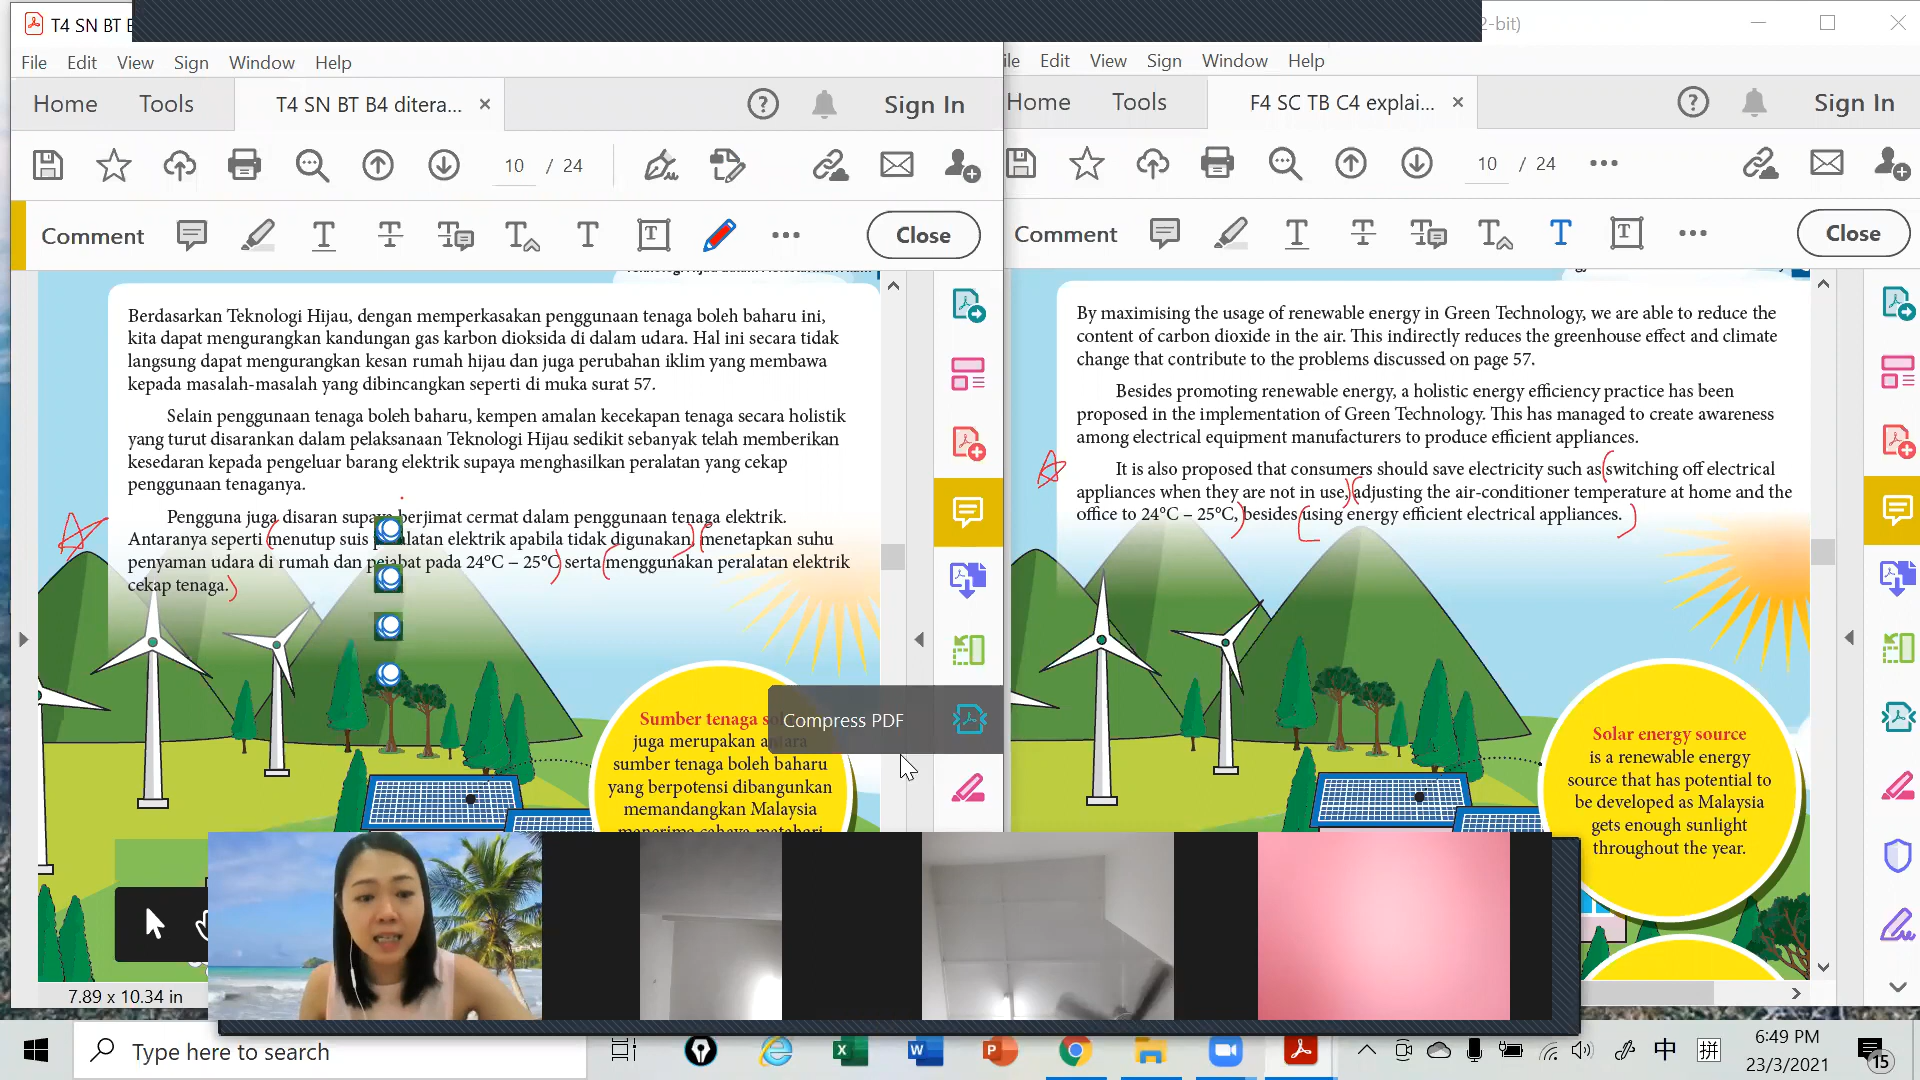 T4 SN BT B
2-bit)
File Edit View Sign Window Help
ile Edit View Sign Window Help
Home Tools T4 SN BT B4 ditera... × Sign In
Home Tools F4 SC TB C4 explai... × Sign In
10 / 24
10 / 24
Comment Close
Comment Close
Berdasarkan Teknologi Hijau, dengan memperkasakan penggunaan tenaga boleh baharu ini,
kita dapat mengurangkan kandungan gas karbon dioksida di dalam udara. Hal ini secara tidak
langsung dapat mengurangkan kesan rumah hijau dan juga perubahan iklim yang membawa
kepada masalah-masalah yang dibincangkan seperti di muka surat 57.
Selain penggunaan tenaga boleh baharu, kempen amalan kecekapan tenaga secara holistik
yang turut disarankan dalam pelaksanaan Teknologi Hijau sedikit sebanyak telah memberikan
kesedaran kepada pengeluar barang elektrik supaya menghasilkan peralatan yang cekap
penggunaan tenaganya.
Pengguna juga disaran supaya berjimat cermat dalam penggunaan tenaga elektrik.
Antaranya seperti menutup suis peralatan elektrik apabila tidak digunakan, menetapkan suhu
penyaman udara di rumah dan pejabat pada 24°C – 25°C serta menggunakan peralatan elektrik
cekap tenaga.
Sumber tenaga so
juga merupakan antara
sumber tenaga boleh baharu
yang berpotensi dibangunkan
memandangkan Malaysia
menerima cahaya matahari
Compress PDF
By maximising the usage of renewable energy in Green Technology, we are able to reduce the
content of carbon dioxide in the air. This indirectly reduces the greenhouse effect and climate
change that contribute to the problems discussed on page 57.
Besides promoting renewable energy, a holistic energy efficiency practice has been
proposed in the implementation of Green Technology. This has managed to create awareness
among electrical equipment manufacturers to produce efficient appliances.
It is also proposed that consumers should save electricity such as switching off electrical
appliances when they are not in use, adjusting the air-conditioner temperature at home and the
office to 24°C – 25°C, besides using energy efficient electrical appliances.
Solar energy source
is a renewable energy
source that has potential to
be developed as Malaysia
gets enough sunlight
throughout the year.
7.89 x 10.34 in
Type here to search
中 拼
6:49 PM
23/3/2021
15